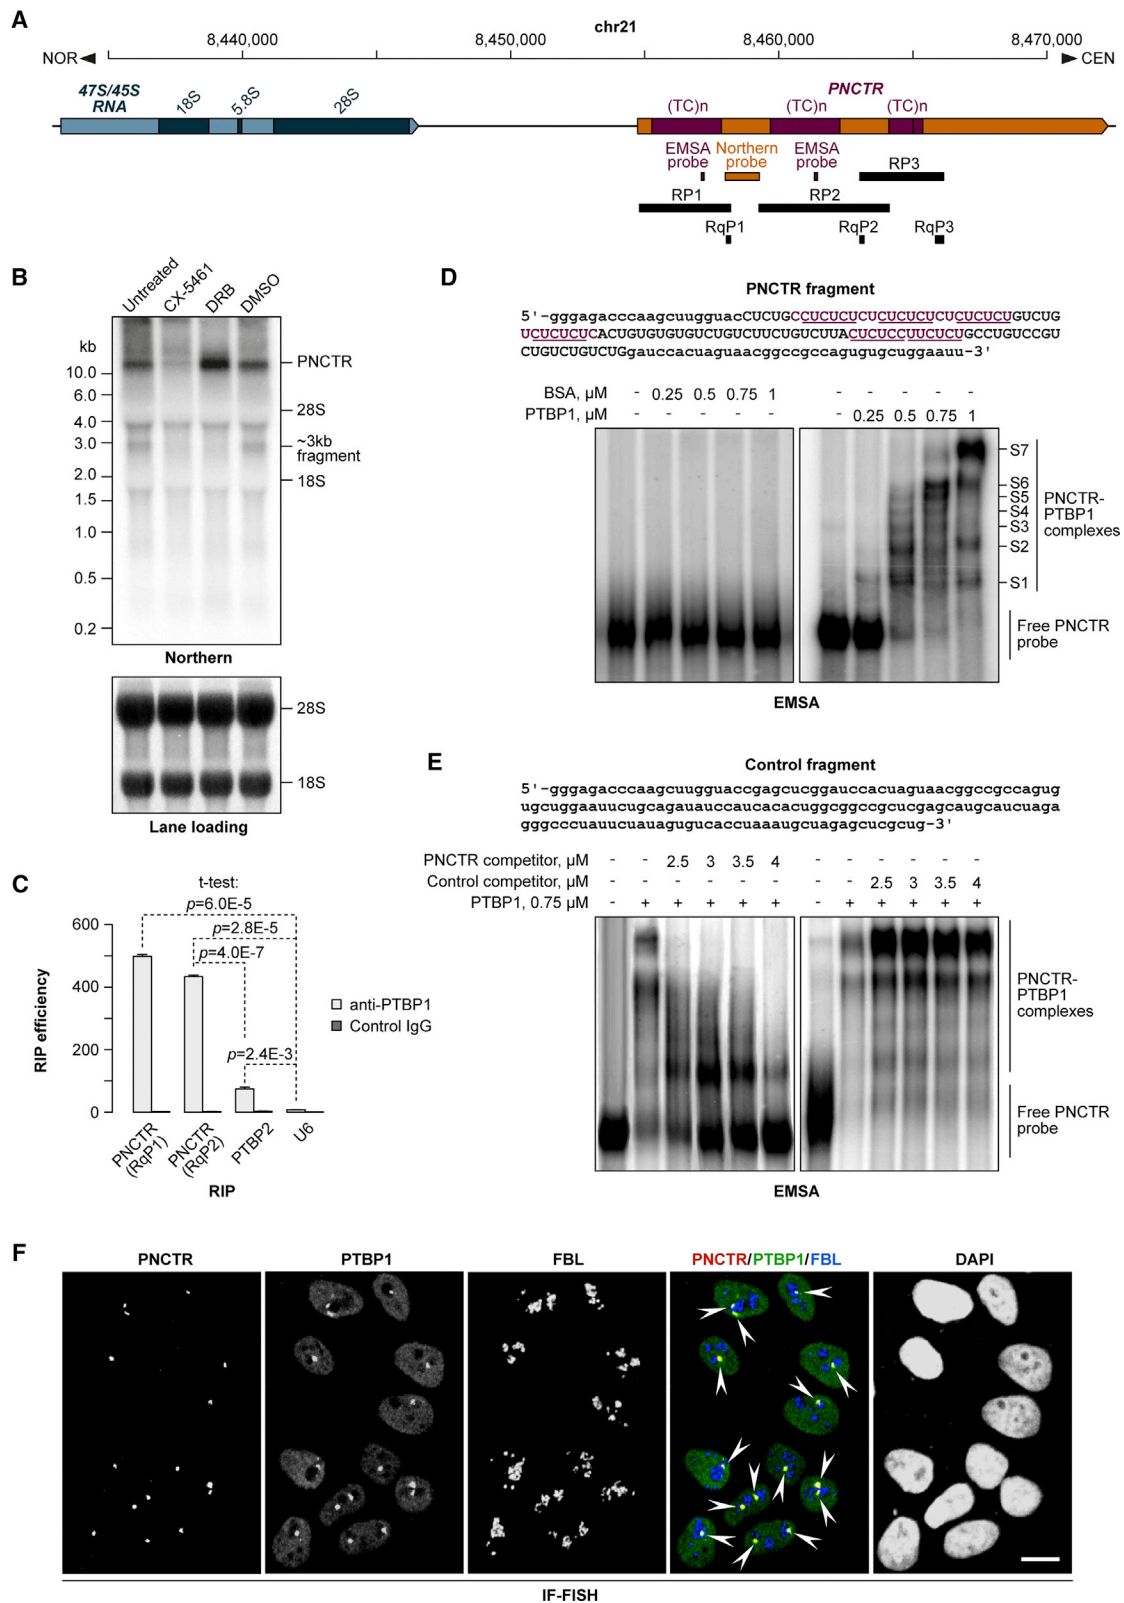 A
chr21
8,440,000
8,450,000
8,460,000
8,470,000
NOR
CEN
47S/45S
RNA
18S
5.8S
28S
PNCTR
(TC)n
(TC)n
(TC)n
EMSA
probe
Northern
probe
EMSA
probe
RP3
RP1
RP2
RqP1
RqP2
RqP3
B
Untreated
CX-5461
DRB
DMSO
kb
10.0
6.0
4.0
3.0
2.0
1.5
1.0
0.5
0.2
PNCTR
28S
~3kb
fragment
18S
Northern
28S
18S
Lane loading
C
t-test:
p=6.0E-5
p=2.8E-5
p=4.0E-7
p=2.4E-3
600
400
200
0
RIP efficiency
anti-PTBP1
Control IgG
PNCTR
(RqP1)
PNCTR
(RqP2)
PTBP2
U6
RIP
D
PNCTR fragment
5'-gggagacccaagcuugguaccCUCUGCCUCUCUCUCUCUCUCUCUCUCUCUGUCUG
UCUCUCUCACUGUGUGUGUCUGUCUUCUGUCUUACUCUCCUUCUCUGCCUGUCCGU
CUGUCUGUCUGgauccacuaguaacggccgccagugugcuggaauu-3'
BSA, µM - 0.25 0.5 0.75 1 - - - - -
PTBP1, µM - - - - - - 0.25 0.5 0.75 1
S7
S6
S5
S4
S3
S2
S1
PNCTR-
PTBP1
complexes
Free PNCTR
probe
EMSA
E
Control fragment
5'-gggagacccaagcuugguaccgagcucggauccacuaguaacggccgccagug
ugcuggaauucugcagauauccaucacacuggcggccgcucgagcaugcaucuaga
gggcccuauucuauagugucaccuaaaugcuagagcucgcug-3'
PNCTR competitor, µM - - 2.5 3 3.5 4 - - - - - -
Control competitor, µM - - - - - - - - 2.5 3 3.5 4
PTBP1, 0.75 µM - + + + + + - + + + + +
PNCTR-
PTBP1
complexes
Free PNCTR
probe
EMSA
F
PNCTR
PTBP1
FBL
PNCTR/PTBP1/FBL
DAPI
IF-FISH